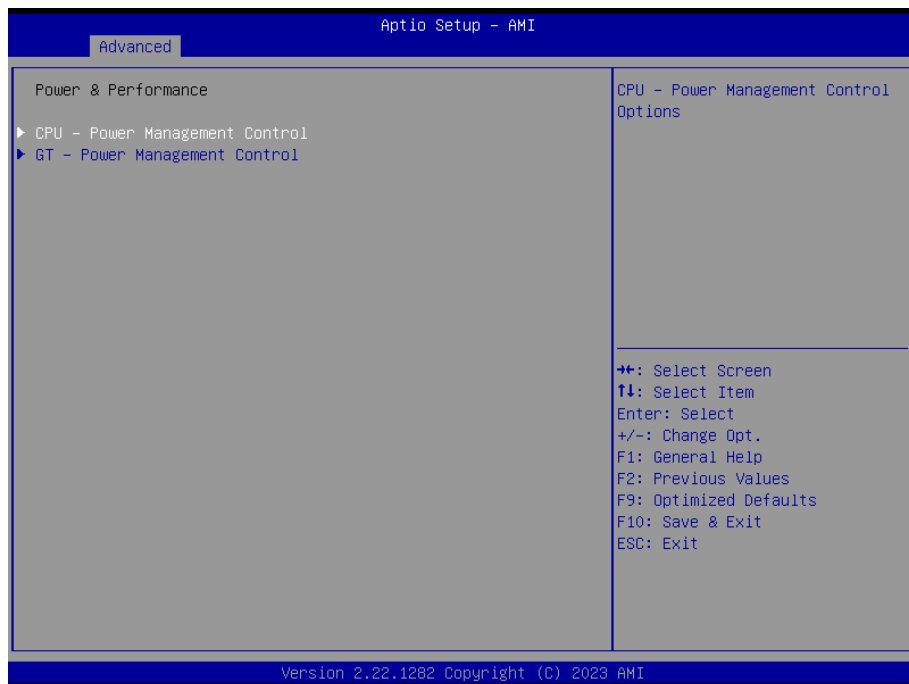 Aptio Setup – AMI
Advanced
Power & Performance
▶ CPU – Power Management Control
▶ GT – Power Management Control
CPU – Power Management Control
Options
→←: Select Screen
↑↓: Select Item
Enter: Select
+/-: Change Opt.
F1: General Help
F2: Previous Values
F9: Optimized Defaults
F10: Save & Exit
ESC: Exit
Version 2.22.1282 Copyright (C) 2023 AMI